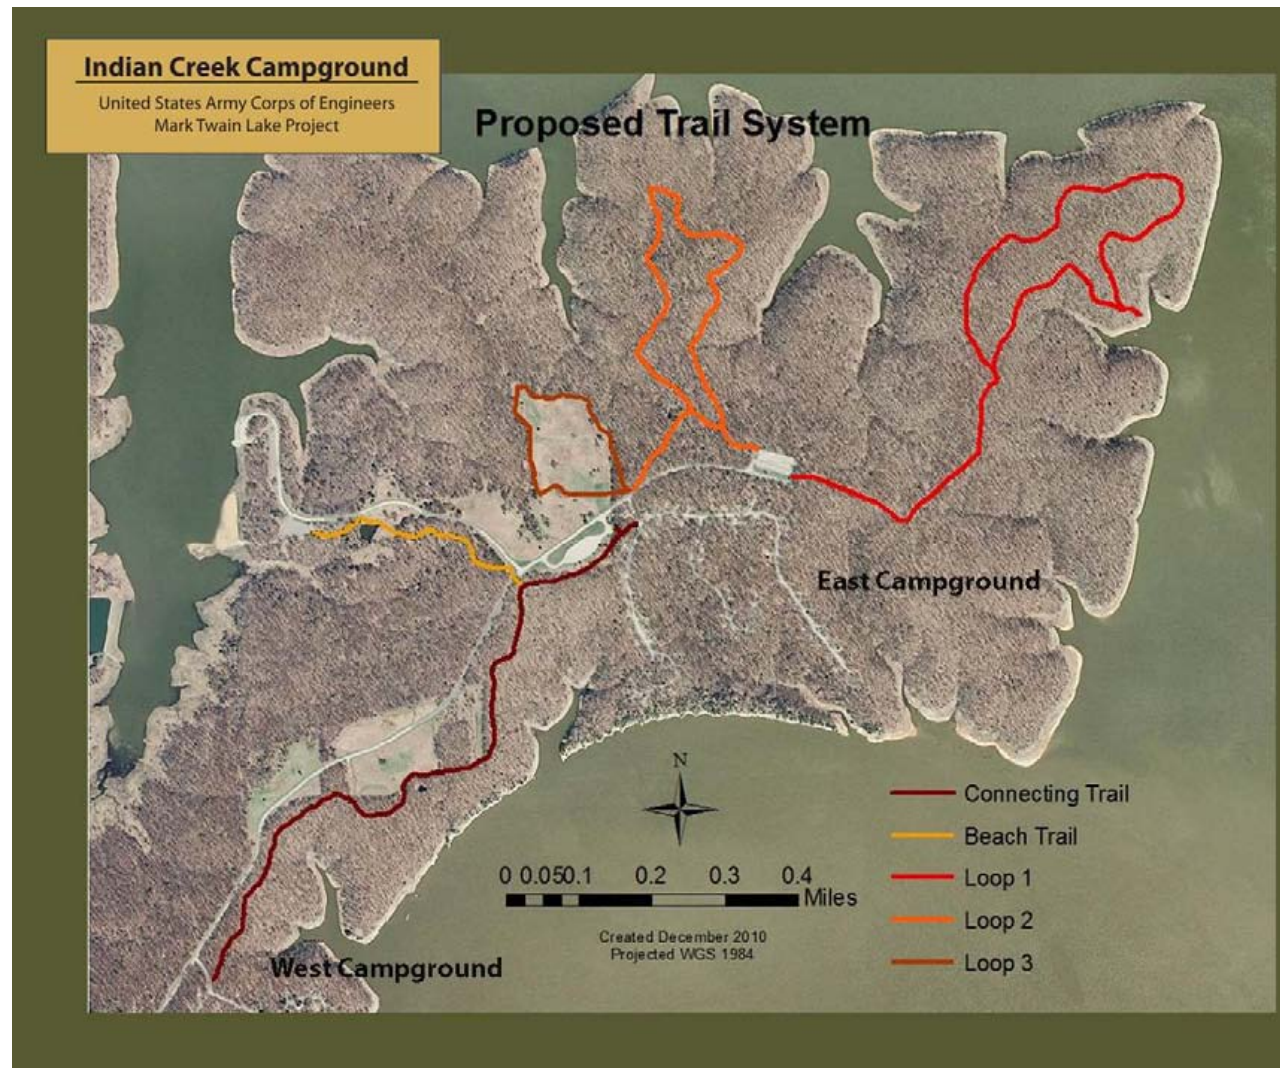 Indian Creek Campground
United States Army Corps of Engineers
Mark Twain Lake Project
Proposed Trail System
East Campground
N
Connecting Trail
Beach Trail
Loop 1
Loop 2
Loop 3
0 0.05 0.1 0.2 0.3 0.4
Miles
Created December 2010
Projected WGS 1984
West Campground